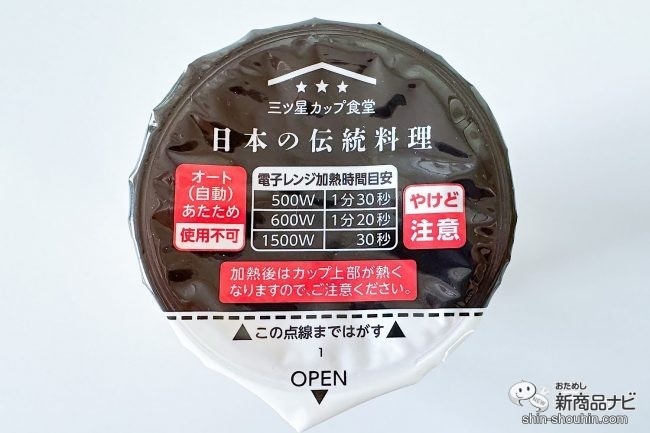 ★★★
三ツ星カップ食堂
日本の伝統料理
オート
(自動)
あたため
使用不可
電子レンジ加熱時間目安
500W 1分30秒
600W 1分20秒
1500W 30秒
やけど
注意
加熱後はカップ上部が熱く
なりますので、ご注意ください。
▲この点線まではがす▲
1
OPEN
▼
おためし
新商品ナビ
shin-shouhin.com